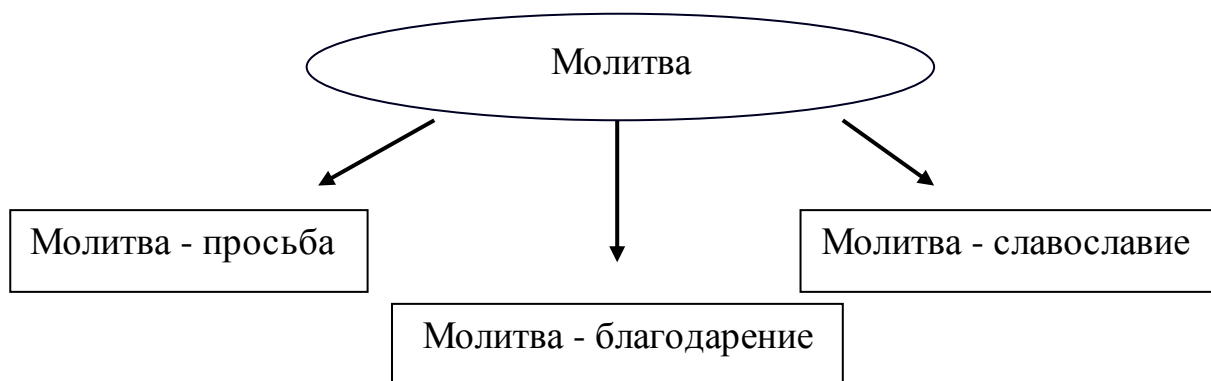 Молитва
Молитва - просьба
Молитва - славославие
Молитва - благодарение